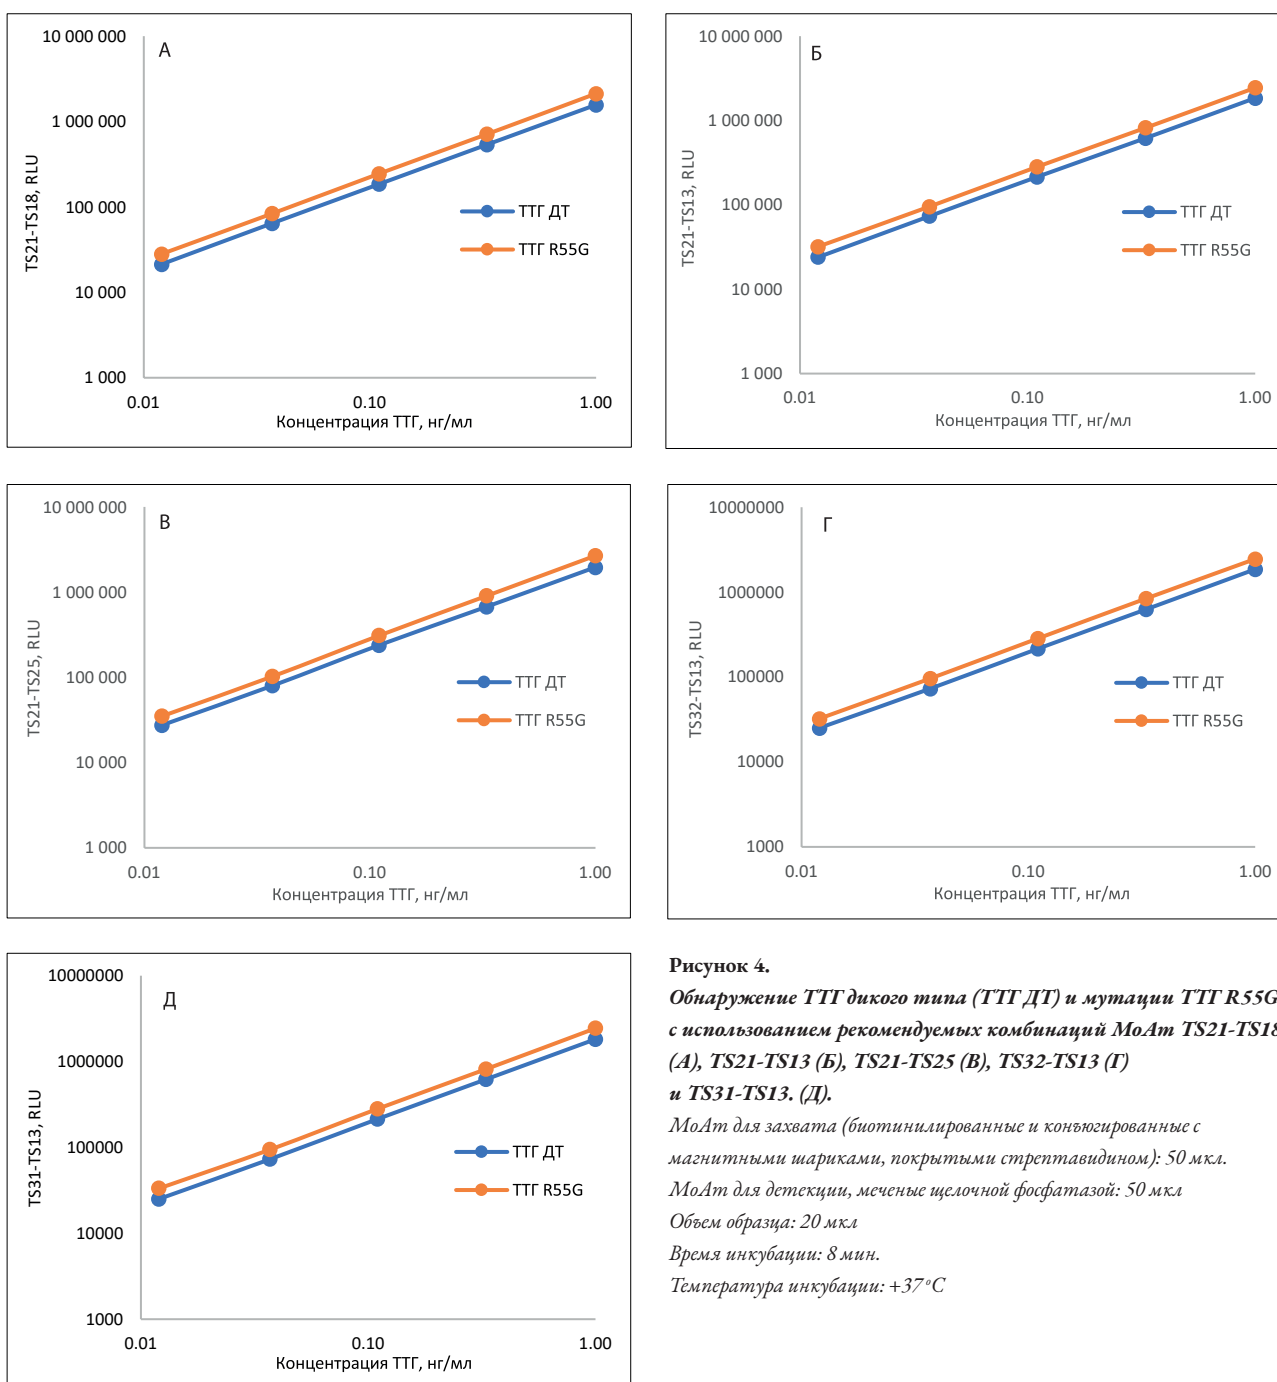 А
10 000 000
1 000 000
100 000
10 000
1 000
TS21-TS18, RLU
0.01 0.10 1.00
Концентрация ТТГ, нг/мл
ТТГ ДТ
ТТГ R55G
Б
10 000 000
1 000 000
100 000
10 000
1 000
TS21-TS13, RLU
0.01 0.10 1.00
Концентрация ТТГ, нг/мл
ТТГ ДТ
ТТГ R55G
В
10 000 000
1 000 000
100 000
10 000
1 000
TS21-TS25, RLU
0.01 0.10 1.00
Концентрация ТТГ, нг/мл
ТТГ ДТ
ТТГ R55G
Г
10000000
1000000
100000
10000
1000
TS32-TS13, RLU
0.01 0.10 1.00
Концентрация ТТГ, нг/мл
ТТГ ДТ
ТТГ R55G
Д
10000000
1000000
100000
10000
1000
TS31-TS13, RLU
0.01 0.10 1.00
Концентрация ТТГ, нг/мл
ТТГ ДТ
ТТГ R55G
Рисунок 4.
Обнаружение ТТГ дикого типа (ТТГ ДТ) и мутации ТТГ R55G
с использованием рекомендуемых комбинаций МоАт TS21-TS18
(А), TS21-TS13 (Б), TS21-TS25 (В), TS32-TS13 (Г)
и TS31-TS13. (Д).
МоАт для захвата (биотинилированные и конъюгированные с
магнитными шариками, покрытыми стрептавидином): 50 мкл.
МоАт для детекции, меченые щелочной фосфатазой: 50 мкл
Объем образца: 20 мкл
Время инкубации: 8 мин.
Температура инкубации: +37°C